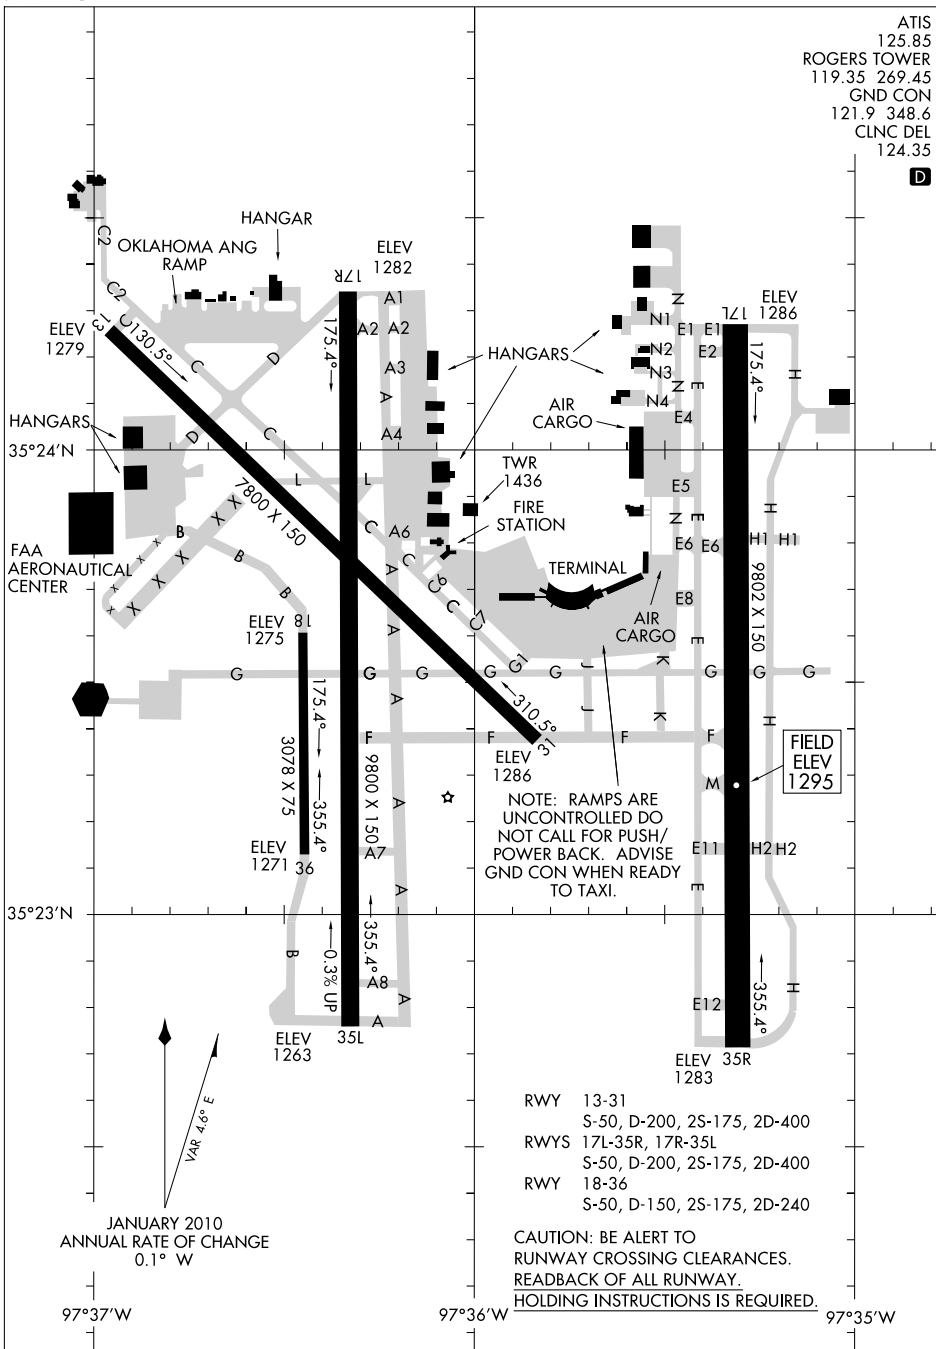 ATIS
125.85
ROGERS TOWER
119.35 269.45
GND CON
121.9 348.6
CLNC DEL
124.35
D
HANGAR
OKLAHOMA ANG
RAMP
C2
C2
C
ELEV
1282
17R
A1
A2
A2
A3
A
A4
ELEV
1279
13
130.5°
175.4°
C
D
D
C
HANGARS
N
N1
N2
N3
N
N4
E1
E1
E2
E
E4
17L
ELEV
1286
175.4°
H
HANGARS
AIR
CARGO
35°24'N
7800 X 150
L
L
TWR
1436
FIRE
STATION
E5
E
N
H
FAA
AERONAUTICAL
CENTER
B
X
X
X
X
x
x
x
x
x
B
B
C
A6
A
C
C6
C
C7
G1
TERMINAL
E6
E6
H1
H1
9802 X 150
E8
E
AIR
CARGO
ELEV
1275
18
A
G
G
G
G
G
J
J
K
K
G
G
G
175.4°
3078 X 75
355.4°
A
310.5°
31
F
F
F
F
H
ELEV
1286
9800 X 150
A
FIELD
ELEV
1295
M
NOTE: RAMPS ARE
UNCONTROLLED DO
NOT CALL FOR PUSH/
POWER BACK. ADVISE
GND CON WHEN READY
TO TAXI.
ELEV
1271
36
A7
A
E11
H2
H2
E
35°23'N
B
0.3% UP
355.4°
A8
A
A
E12
355.4°
H
ELEV
1263
35L
ELEV
1283
35R
VAR 4.6° E
JANUARY 2010
ANNUAL RATE OF CHANGE
0.1° W
RWY 13-31
S-50, D-200, 2S-175, 2D-400
RWYS 17L-35R, 17R-35L
S-50, D-200, 2S-175, 2D-400
RWY 18-36
S-50, D-150, 2S-175, 2D-240
CAUTION: BE ALERT TO
RUNWAY CROSSING CLEARANCES.
READBACK OF ALL RUNWAY.
HOLDING INSTRUCTIONS IS REQUIRED.
97°37'W
97°36'W
97°35'W